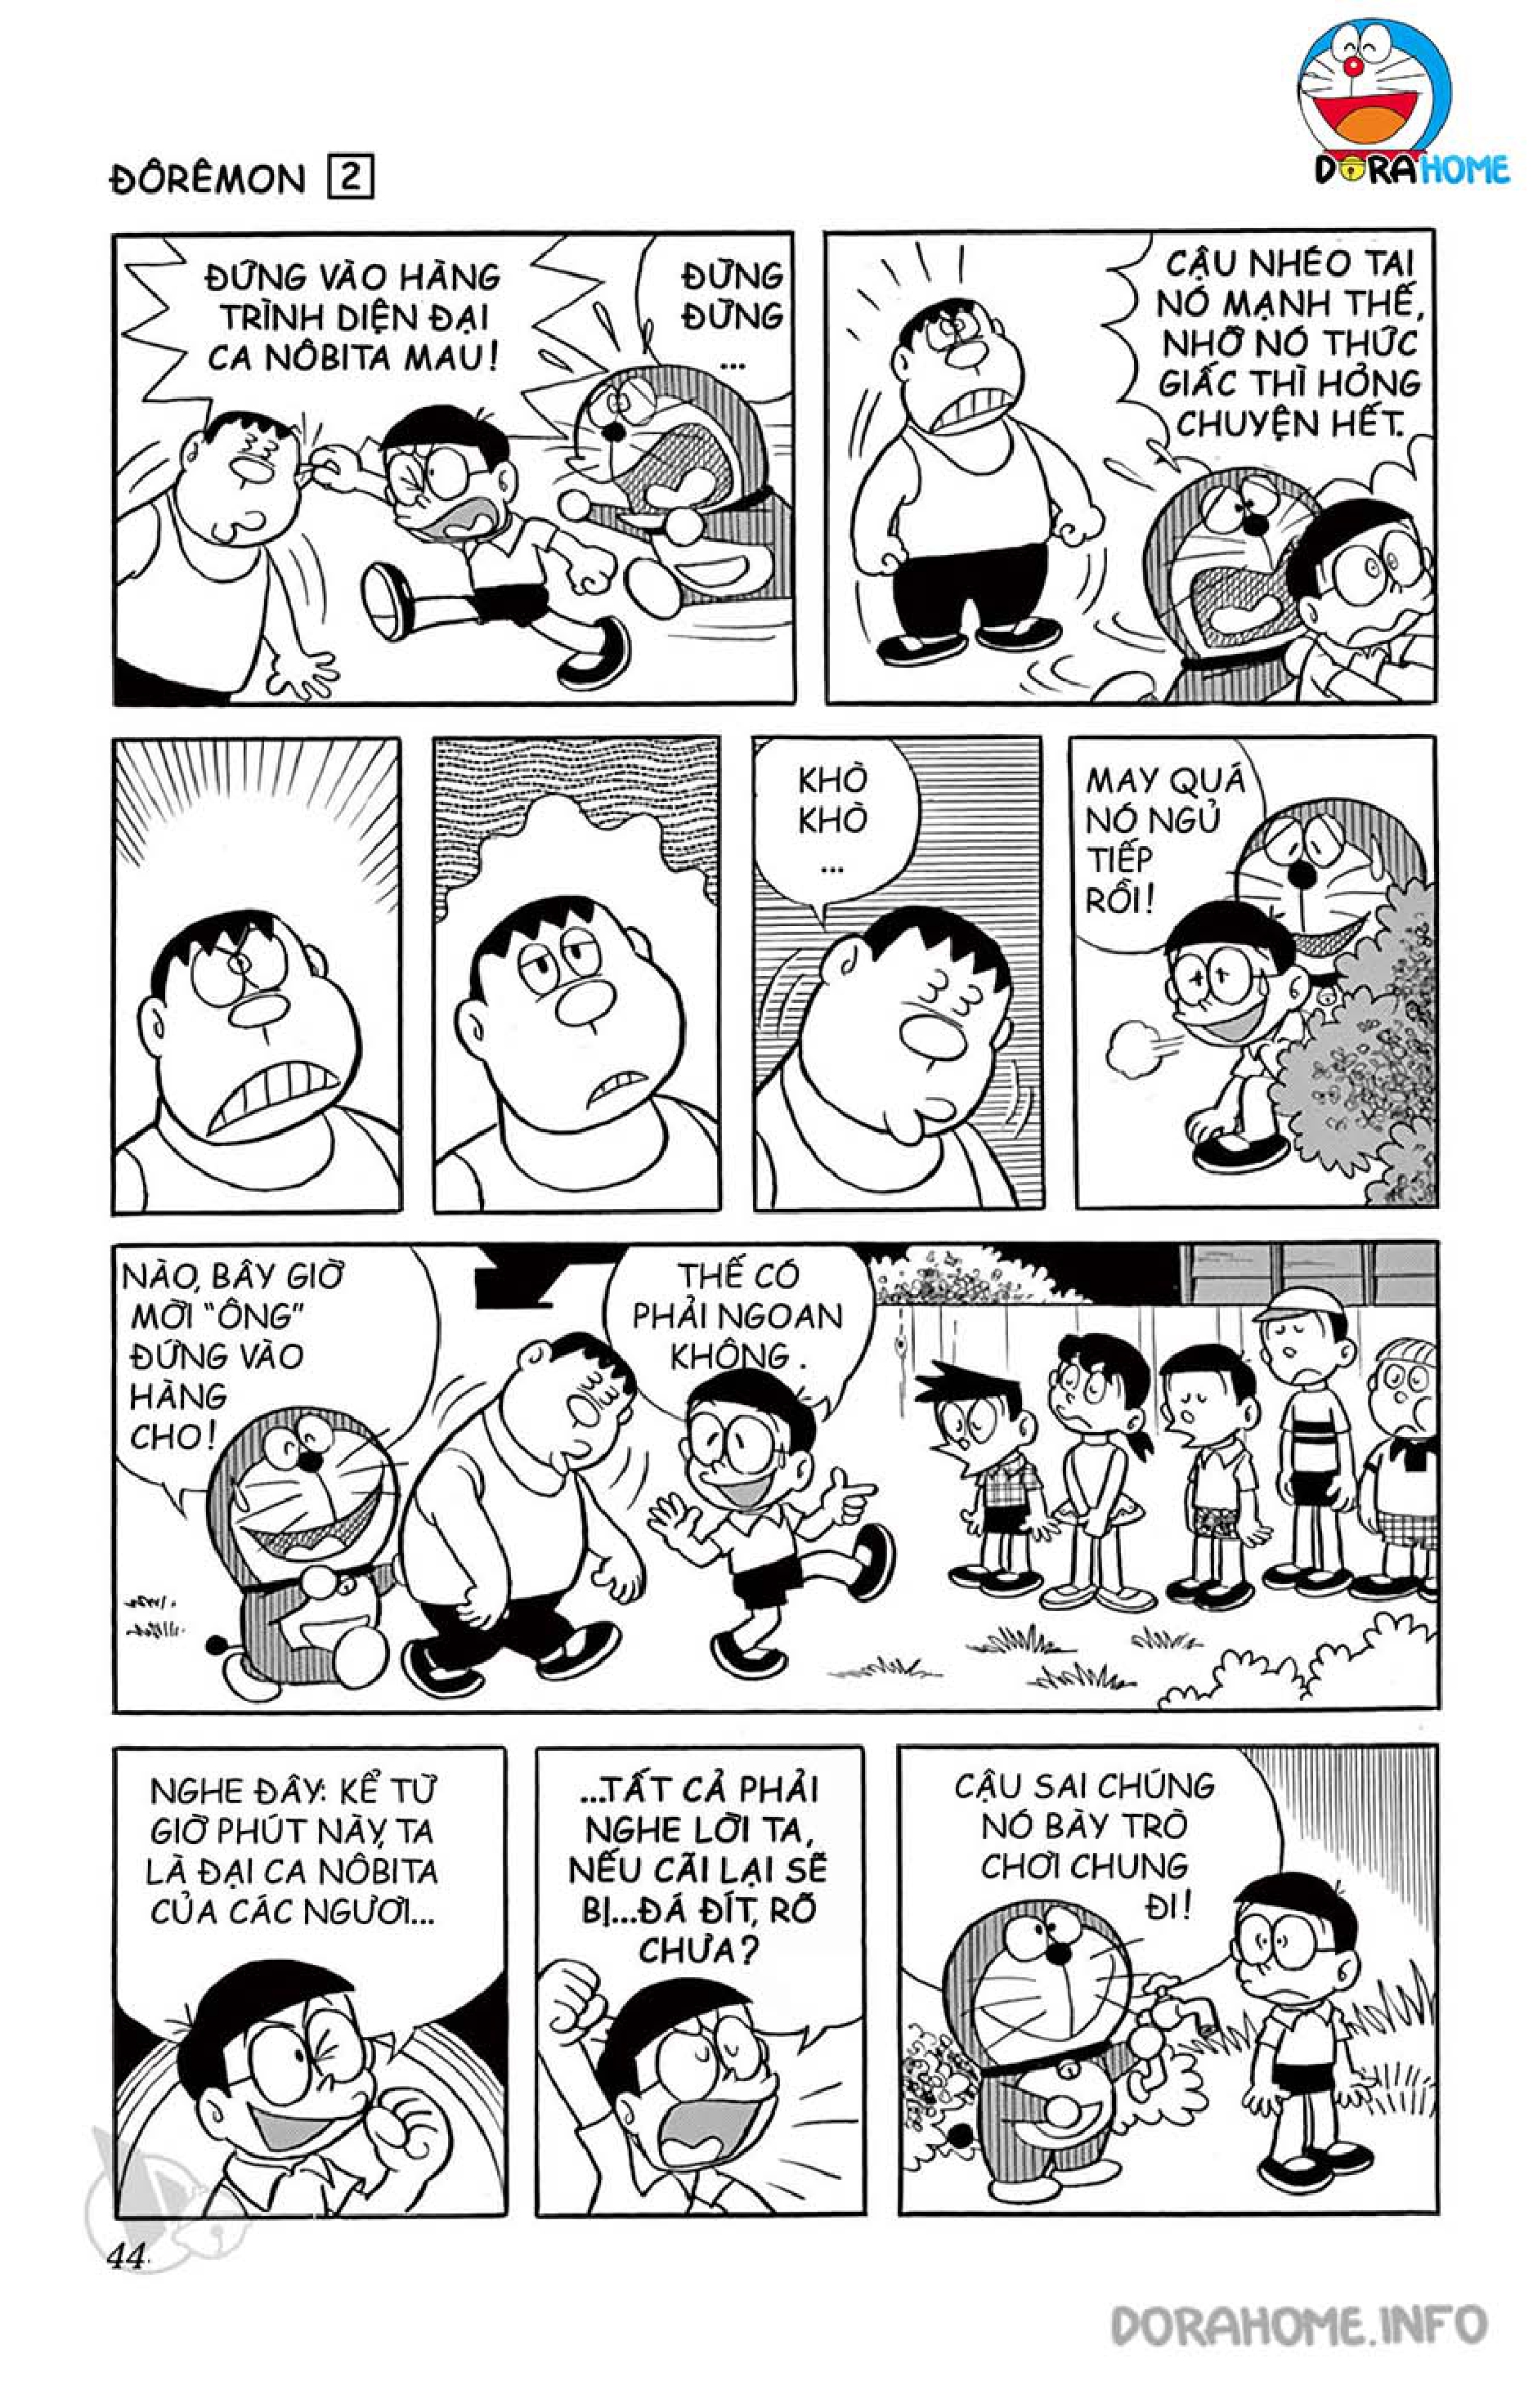 DORAHOME
ĐÔRÊMON 2
ĐỨNG VÀO HÀNG
TRÌNH DIỆN ĐẠI
CA NÔBITA MAU!
ĐỪNG
ĐỪNG
...
CẬU NHÉO TAI
NÓ MẠNH THẾ,
NHỠ NÓ THỨC
GIẤC THÌ HỎNG
CHUYỆN HẾT.
KHÒ
KHÒ
...
MAY QUÁ
NÓ NGỦ
TIẾP
RỒI!
NÀO, BÂY GIỜ
MỜI "ÔNG"
ĐỨNG VÀO
HÀNG
CHO!
THẾ CÓ
PHẢI NGOAN
KHÔNG.
NGHE ĐÂY: KỂ TỪ
GIỜ PHÚT NÀY, TA
LÀ ĐẠI CA NÔBITA
CỦA CÁC NGƯƠI...
...TẤT CẢ PHẢI
NGHE LỜI TA,
NẾU CÃI LẠI SẼ
BỊ...ĐÁ ĐÍT, RÕ
CHƯA?
CẬU SAI CHÚNG
NÓ BÀY TRÒ
CHƠI CHUNG
ĐI!
44
DORAHOME.INFO